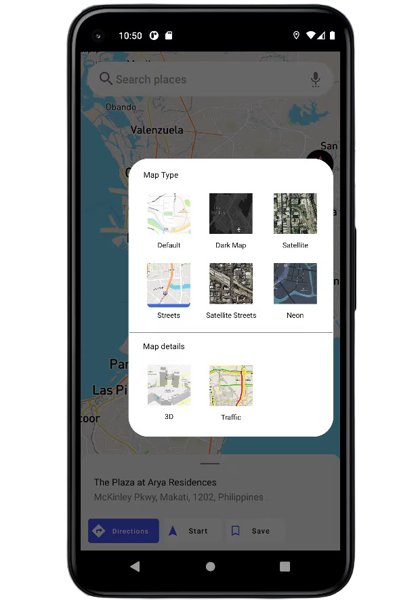 10:50
Search places
Obando
Valenzuela
San
Map Type
Default
Dark Map
Satellite
Streets
Satellite Streets
Neon
Map details
3D
Traffic
Par
Las Pi
coor
The Plaza at Arya Residences
McKinley Pkwy, Makati, 1202, Philippines
Directions
Start
Save